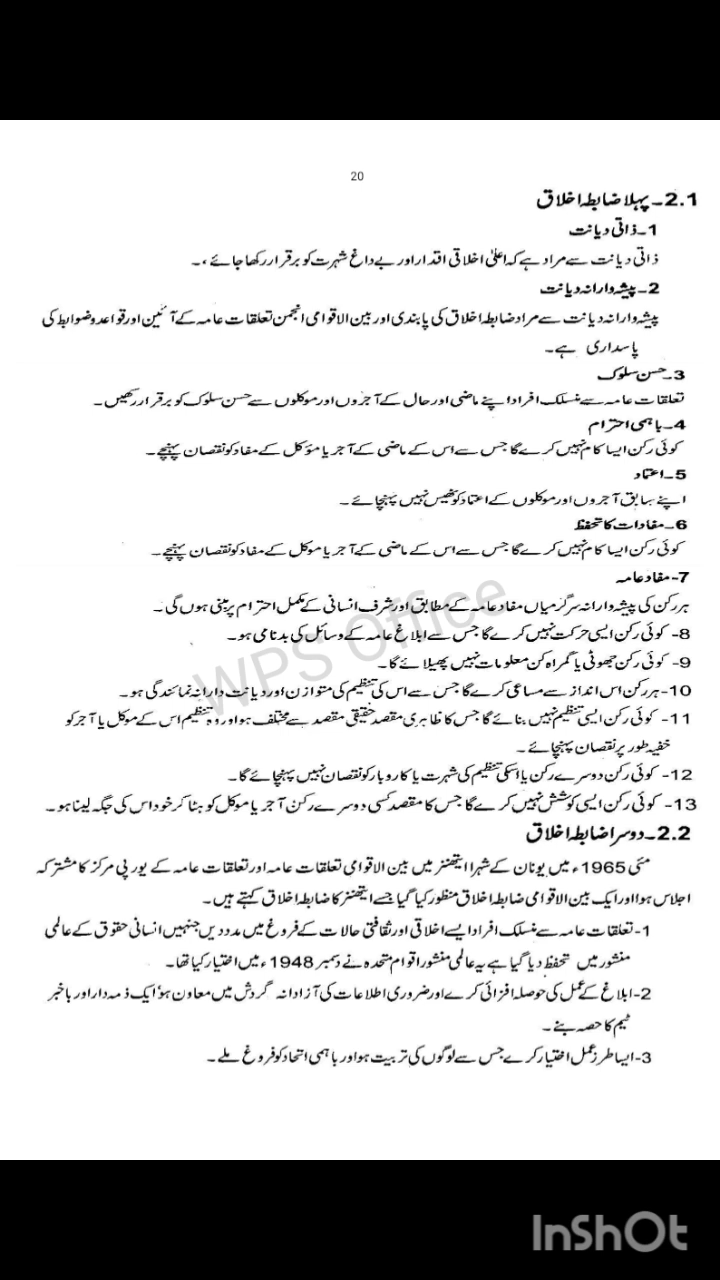 20
2.1۔ پہلا ضابطہ اخلاق
1۔ ذاتی دیانت
ذاتی دیانت سے مراد ہے کہ اعلیٰ اخلاقی اقدار اور بے داغ شہرت کو برقرار رکھا جائے ،۔
2۔ پیشہ وارانہ دیانت
پیشہ وارانہ دیانت سے مراد ضابطہ اخلاق کی پابندی اور بین الاقوامی انجمن تعلقات عامہ کے آئین اور قواعد و ضوابط کی
پاسداری ہے۔
3۔ حسن سلوک
تعلقات عامہ سے منسلک افراد اپنے ماضی اور حال کے آجروں اور موکلوں سے حسن سلوک کو برقرار رکھیں۔
4۔ باہمی احترام
کوئی رکن ایسا کام نہیں کرے گا جس سے اس کے ماضی کے آجر یا مؤکل کے مفاد کو نقصان پہنچے۔
5۔ اعتماد
اپنے سابق آجروں اور موکلوں کے اعتماد کو ٹھیس نہیں پہنچائے۔
6۔ مفادات کا تحفظ
کوئی رکن ایسا کام نہیں کرے گا جس سے اس کے ماضی کے آجر یا موکل کے مفاد کو نقصان پہنچے۔
7- مفاد عامہ
ہر رکن کی پیشہ وارانہ سرگرمیاں مفاد عامہ کے مطابق اور شرف انسانی کے مکمل احترام پر مبنی ہوں گی۔
8- کوئی رکن ایسی حرکت نہیں کرے گا جس سے ابلاغ عامہ کے وسائل کی بدنامی ہو۔
9- کوئی رکن جھوٹی یا گمراہ کن معلومات نہیں پھیلائے گا۔
10- ہر رکن اس انداز سے مساعی کرے گا جس سے اس کی تنظیم کی متوازن اور دیانت دارانہ نمائندگی ہو۔
11- کوئی رکن ایسی تنظیم نہیں بنائے گا جس کا ظاہری مقصد حقیقی مقصد سے مختلف ہو اور وہ تنظیم اس کے موکل یا آجر کو
خفیہ طور پر نقصان پہنچائے۔
12- کوئی رکن دوسرے رکن یا اسکی تنظیم کی شہرت یا کاروبار کو نقصان نہیں پہنچائے گا۔
13- کوئی رکن ایسی کوشش نہیں کرے گا جس کا مقصد کسی دوسرے رکن آجر یا موکل کو ہٹا کر خود اس کی جگہ لینا ہو۔
2.2۔ دوسرا ضابطہ اخلاق
مئی 1965ء میں یونان کے شہر ایتھنز میں بین الاقوامی تعلقات عامہ اور تعلقات عامہ کے یورپی مرکز کا مشترکہ
اجلاس ہوا اور ایک بین الاقوامی ضابطہ اخلاق منظور کیا گیا جسے ایتھنز کا ضابطہ اخلاق کہتے ہیں۔
1- تعلقات عامہ سے منسلک افراد ایسے اخلاقی اور ثقافتی حالات کے فروغ میں مدد دیں جنہیں انسانی حقوق کے عالمی
منشور میں تحفظ دیا گیا ہے یہ عالمی منشور اقوام متحدہ نے دسمبر 1948ء میں اختیار کیا تھا۔
2- ابلاغ کے عمل کی حوصلہ افزائی کرے اور ضروری اطلاعات کی آزادانہ گردش میں معاون ہو ایک ذمہ دار اور باخبر
ٹیم کا حصہ بنے۔
3- ایسا طرز عمل اختیار کرے جس سے لوگوں کی تربیت ہو اور باہمی اتحاد کو فروغ ملے۔
WPS Office
InShOt